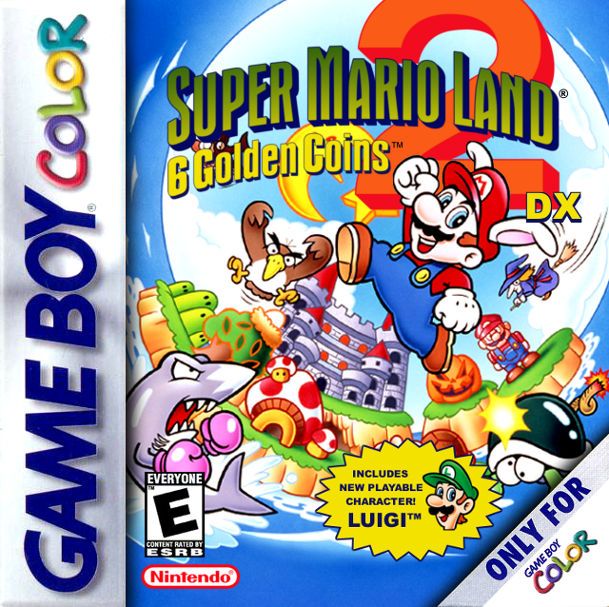 GAME BOY COLOR
SUPER MARIO LAND®
2
6 Golden Coins™
DX
M
INCLUDES
NEW PLAYABLE
CHARACTER!
LUIGI™
EVERYONE
E
CONTENT RATED BY
ESRB
Nintendo®
ONLY FOR
GAME BOY
COLOR